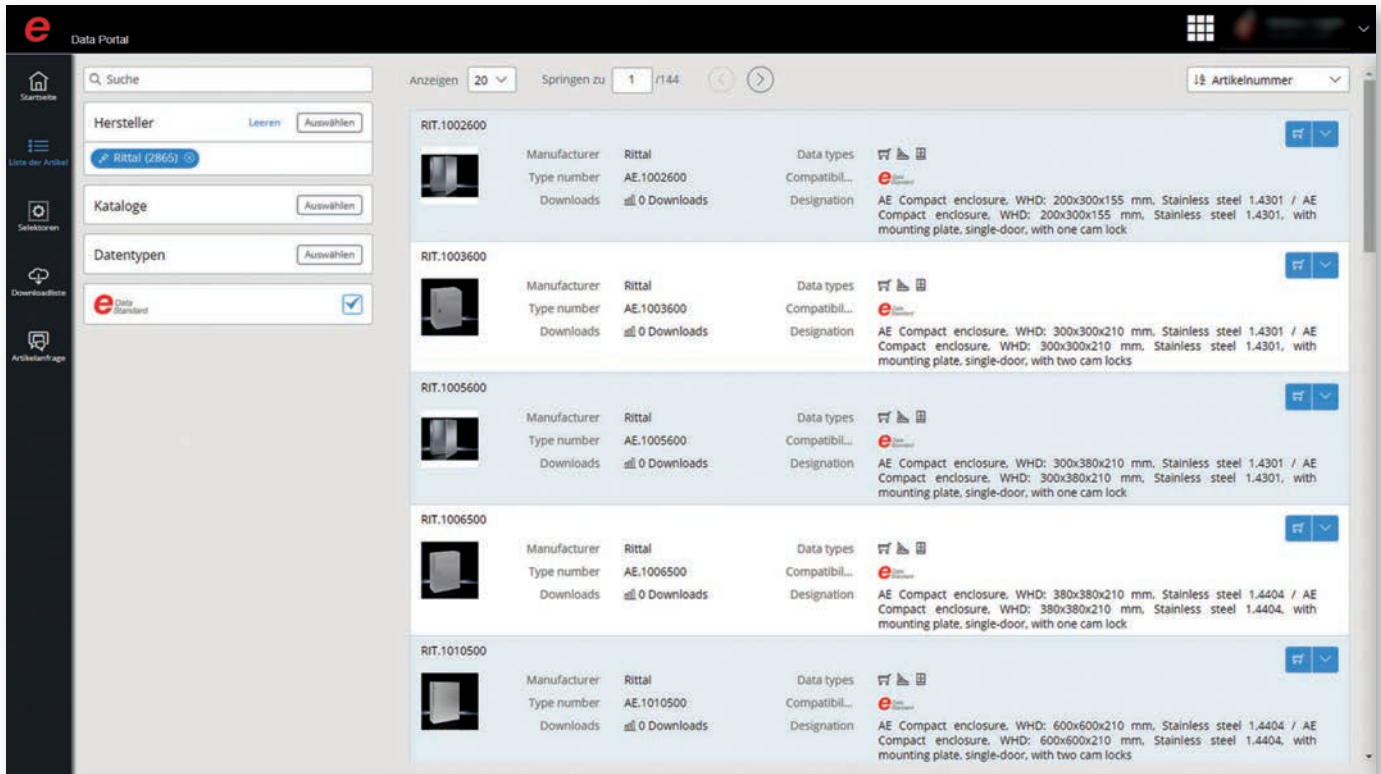 e Data Portal
Startseite
Liste der Artikel
Selektoren
Downloadliste
Artikelanfrage
Suche
Hersteller Leeren Auswählen
Rittal (2865)
Kataloge Auswählen
Datentypen Auswählen
e Data
Standard
Anzeigen 20 Springen zu 1 /144
Artikelnummer
RIT.1002600
Manufacturer Rittal Data types
Type number AE.1002600 Compatibil... e Data Standard
Downloads 0 Downloads Designation AE Compact enclosure, WHD: 200x300x155 mm, Stainless steel 1.4301 / AE
Compact enclosure, WHD: 200x300x155 mm, Stainless steel 1.4301, with
mounting plate, single-door, with one cam lock
RIT.1003600
Manufacturer Rittal Data types
Type number AE.1003600 Compatibil... e Data Standard
Downloads 0 Downloads Designation AE Compact enclosure, WHD: 300x300x210 mm, Stainless steel 1.4301 / AE
Compact enclosure, WHD: 300x300x210 mm, Stainless steel 1.4301, with
mounting plate, single-door, with two cam locks
RIT.1005600
Manufacturer Rittal Data types
Type number AE.1005600 Compatibil... e Data Standard
Downloads 0 Downloads Designation AE Compact enclosure, WHD: 300x380x210 mm, Stainless steel 1.4301 / AE
Compact enclosure, WHD: 300x380x210 mm, Stainless steel 1.4301, with
mounting plate, single-door, with one cam lock
RIT.1006500
Manufacturer Rittal Data types
Type number AE.1006500 Compatibil... e Data Standard
Downloads 0 Downloads Designation AE Compact enclosure, WHD: 380x380x210 mm, Stainless steel 1.4404 / AE
Compact enclosure, WHD: 380x380x210 mm, Stainless steel 1.4404, with
mounting plate, single-door, with one cam lock
RIT.1010500
Manufacturer Rittal Data types
Type number AE.1010500 Compatibil... e Data Standard
Downloads 0 Downloads Designation AE Compact enclosure, WHD: 600x600x210 mm, Stainless steel 1.4404 / AE
Compact enclosure, WHD: 600x600x210 mm, Stainless steel 1.4404, with
mounting plate, single-door, with two cam locks